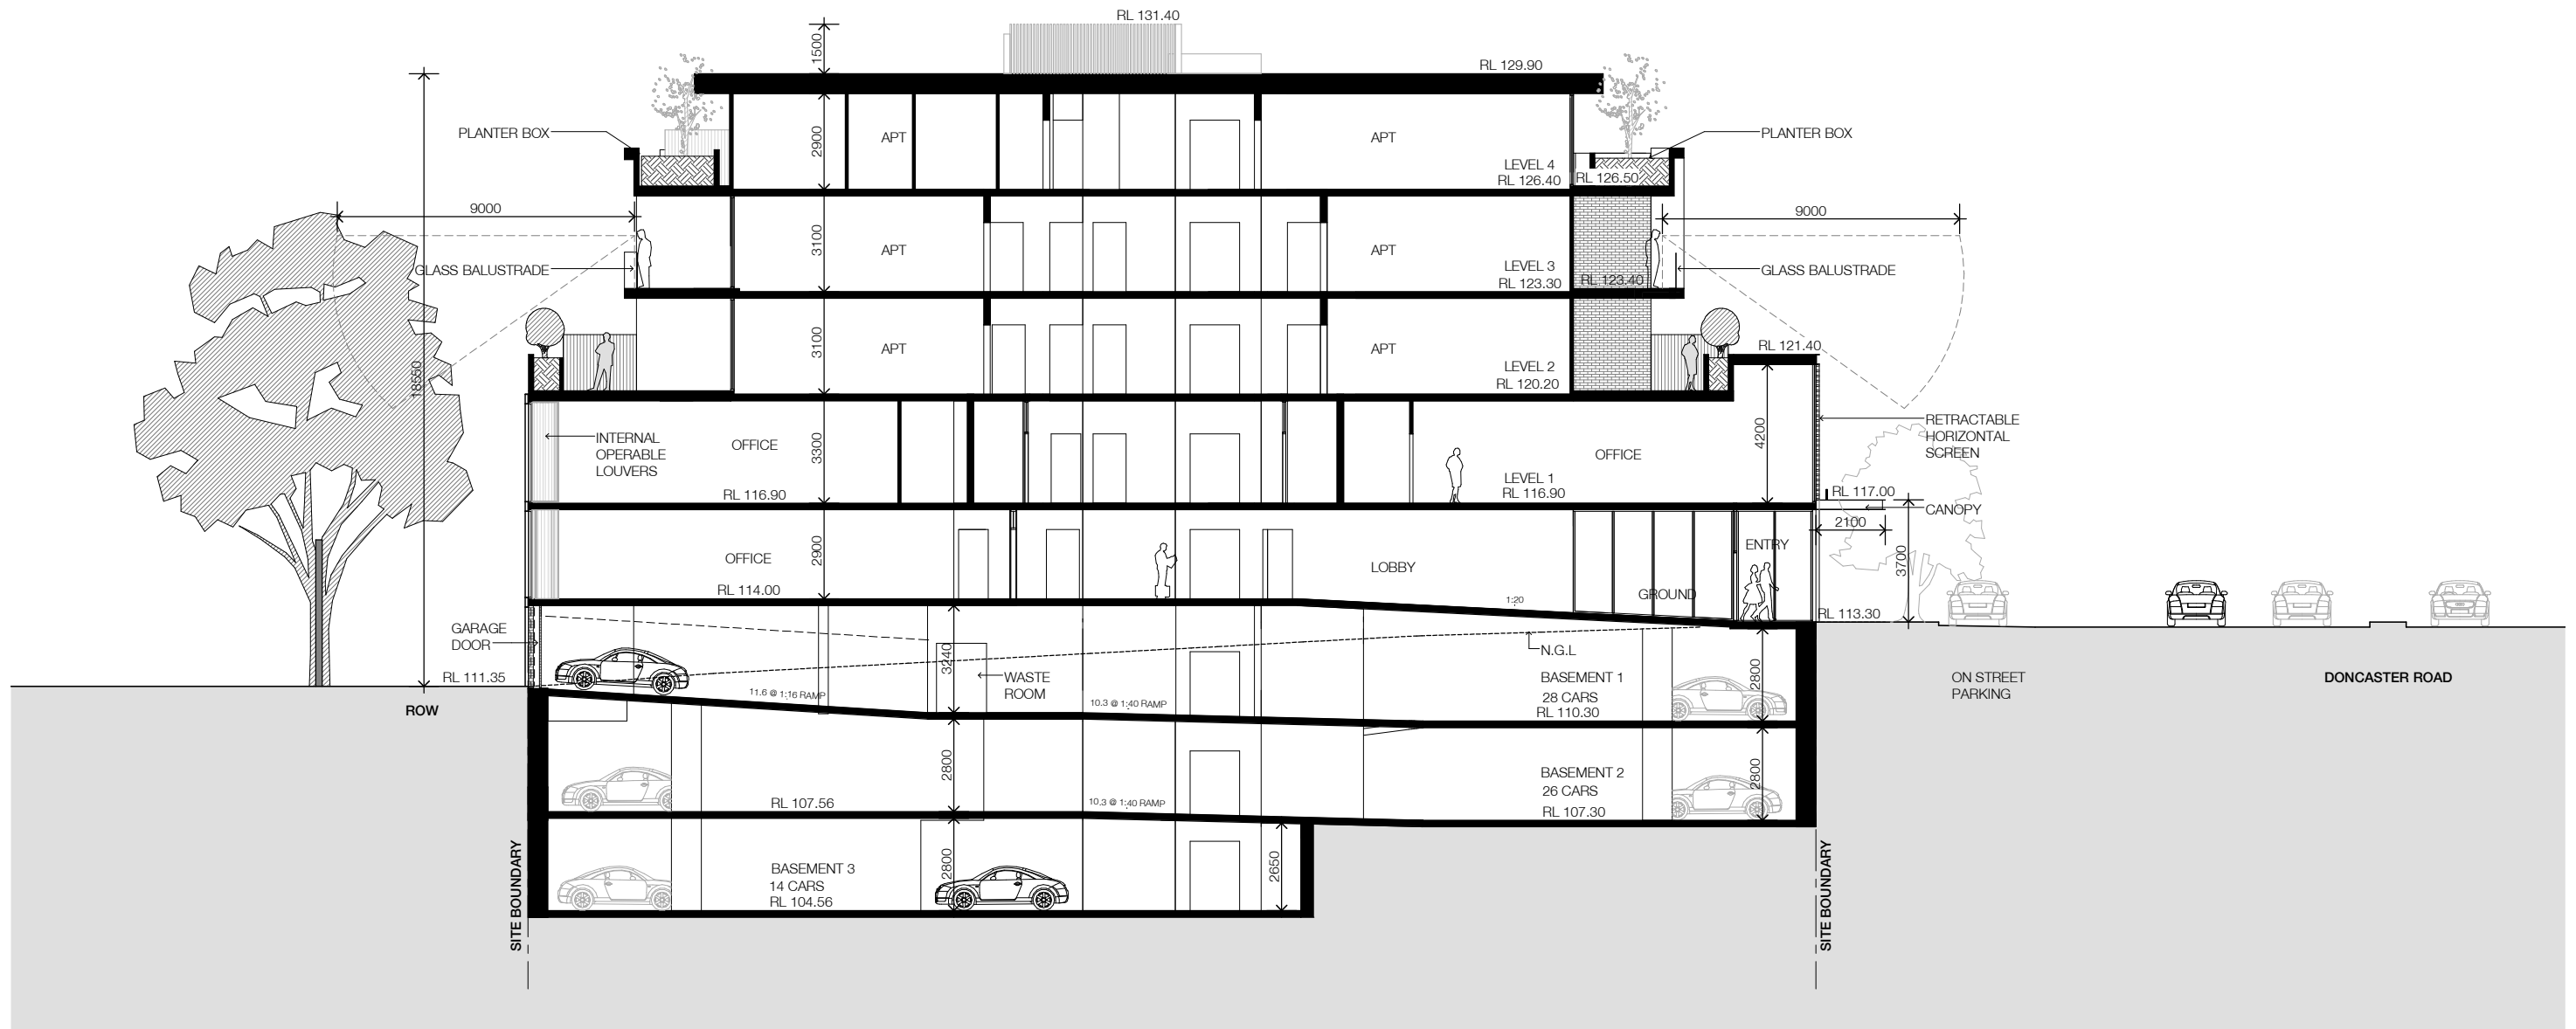 RL 131.40
1500
RL 129.90
PLANTER BOX
2900
APT
APT
PLANTER BOX
LEVEL 4
RL 126.40
RL 126.50
9000
9000
GLASS BALUSTRADE
3100
APT
APT
LEVEL 3
RL 123.30
RL 123.40
GLASS BALUSTRADE
18550
3100
APT
APT
LEVEL 2
RL 120.20
RL 121.40
INTERNAL
OPERABLE
LOUVERS
OFFICE
3300
RL 116.90
OFFICE
LEVEL 1
RL 116.90
4200
RETRACTABLE
HORIZONTAL
SCREEN
RL 117.00
CANOPY
2100
OFFICE
2900
RL 114.00
LOBBY
ENTRY
3700
1:20
GROUND
RL 113.30
GARAGE
DOOR
RL 111.35
ROW
3240
WASTE
ROOM
11.6 @ 1:16 RAMP
10.3 @ 1:40 RAMP
N.G.L
BASEMENT 1
28 CARS
RL 110.30
2800
ON STREET
PARKING
DONCASTER ROAD
2800
RL 107.56
10.3 @ 1:40 RAMP
BASEMENT 2
26 CARS
RL 107.30
2800
SITE BOUNDARY
BASEMENT 3
14 CARS
RL 104.56
2800
2650
SITE BOUNDARY